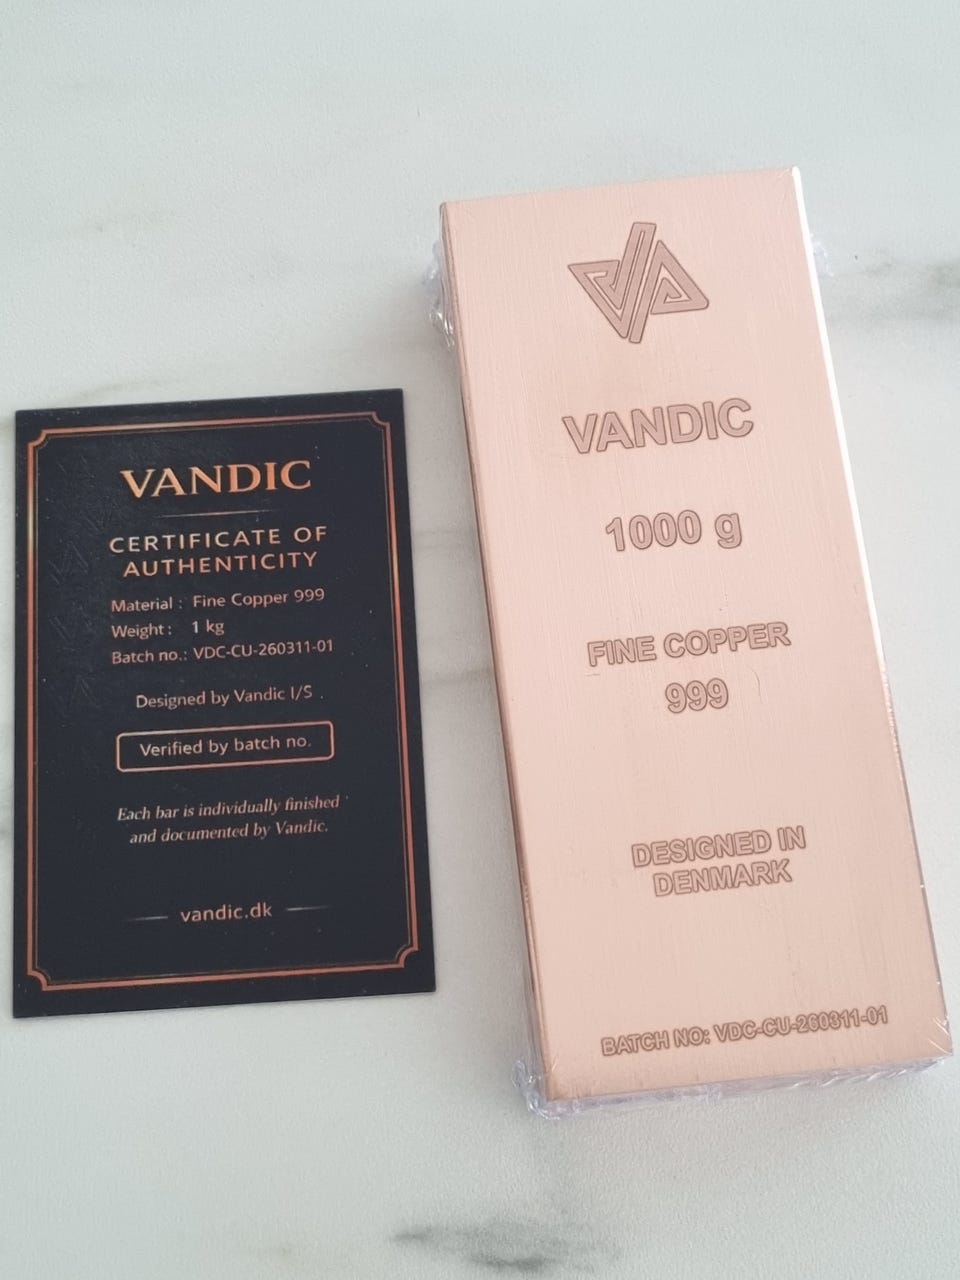 VANDIC
CERTIFICATE OF
AUTHENTICITY
Material : Fine Copper 999
Weight : 1 kg
Batch no.: VDC-CU-260311-01
Designed by Vandic I/S
Verified by batch no.
Each bar is individually finished
and documented by Vandic.
vandic.dk
VANDIC
1000 g
FINE COPPER
999
DESIGNED IN
DENMARK
BATCH NO: VDC-CU-260311-01